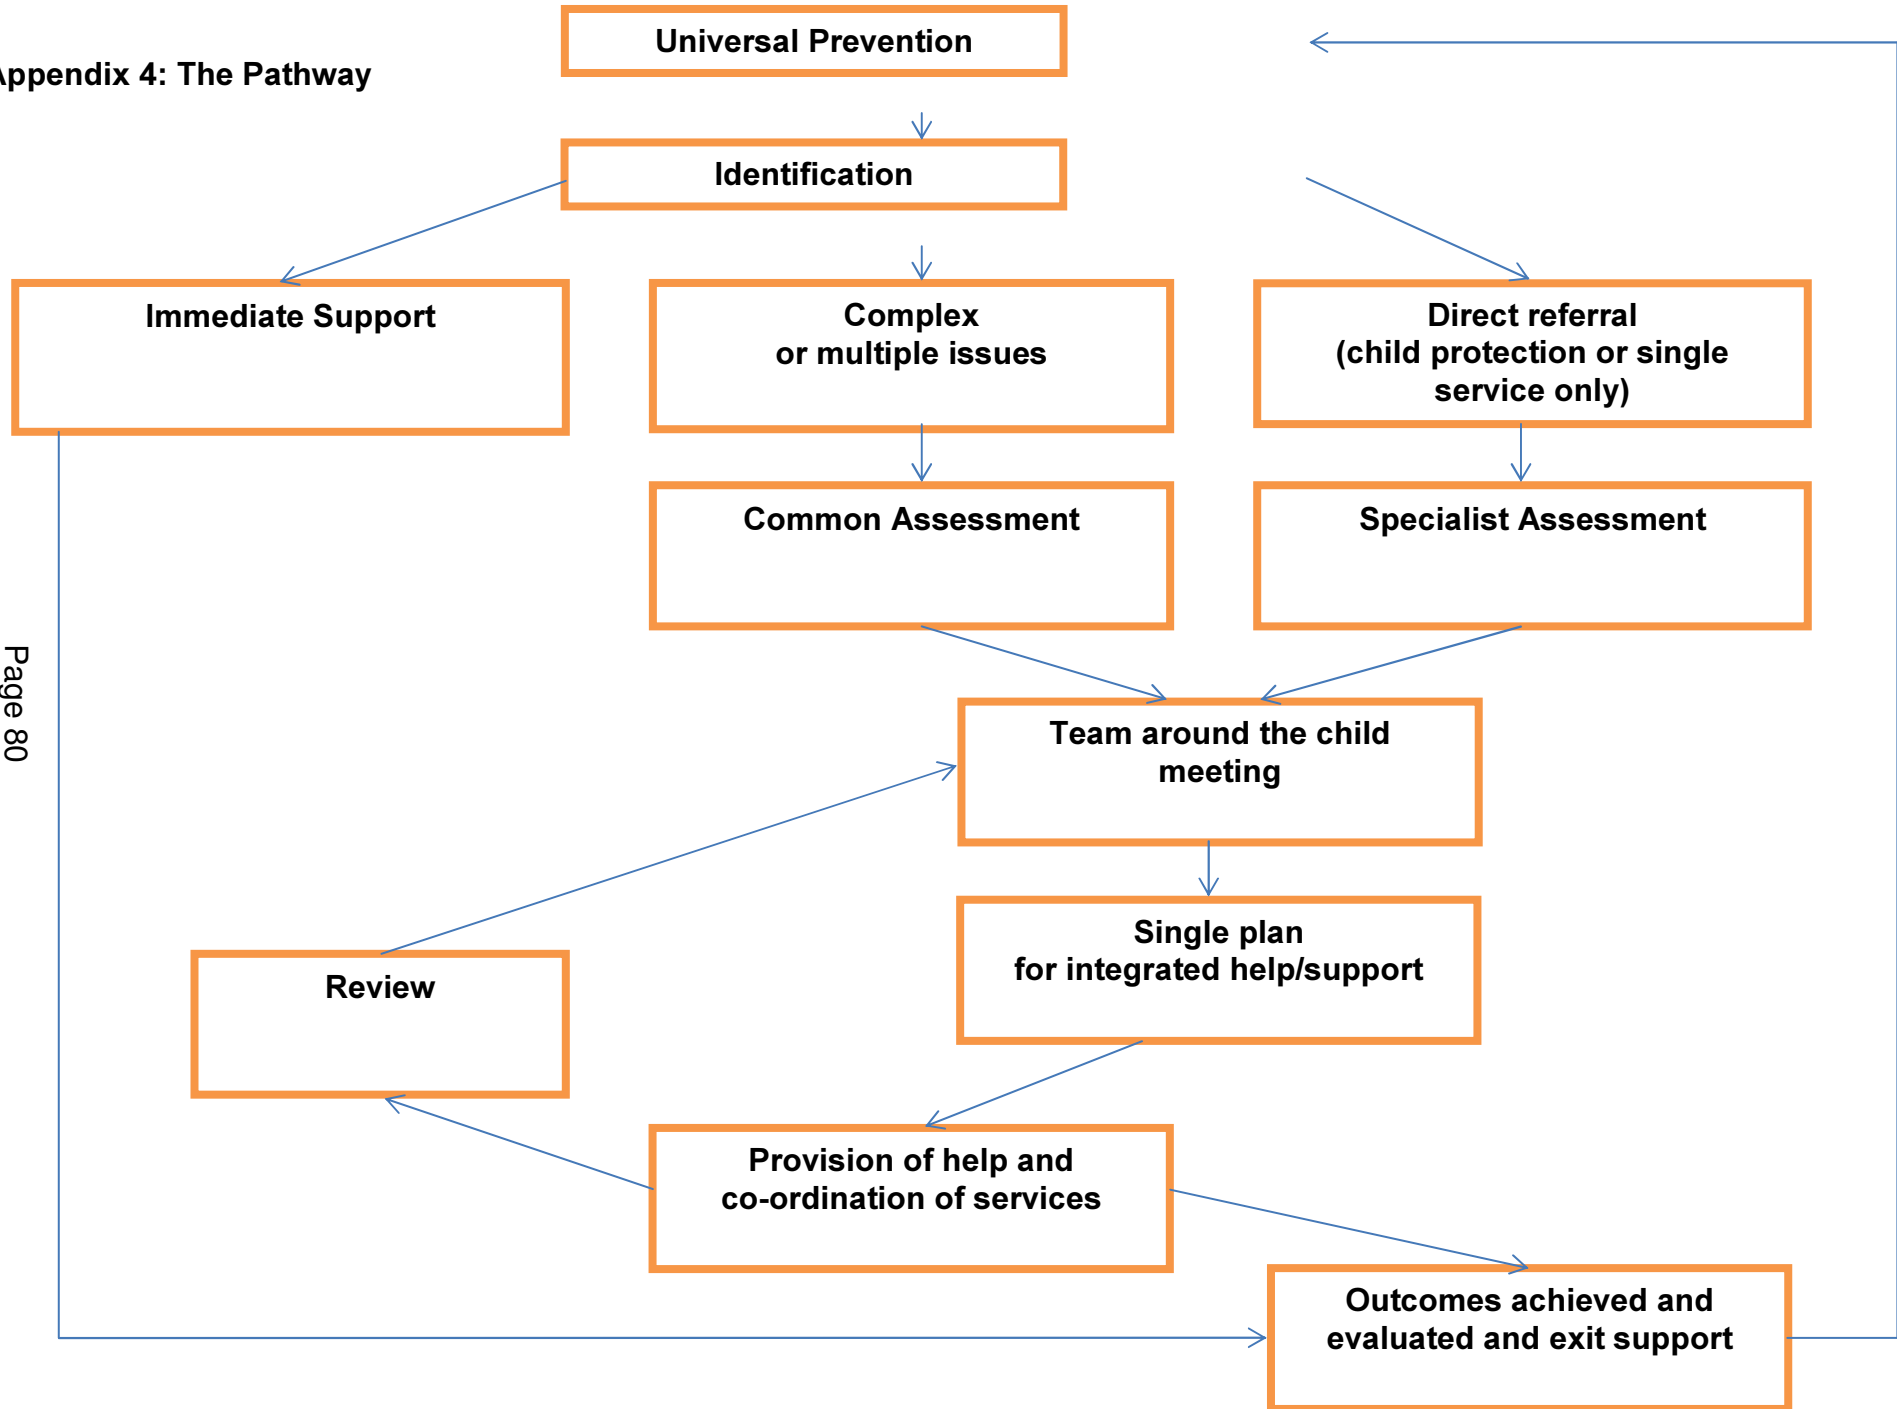 Universal Prevention
Appendix 4: The Pathway
Identification
Immediate Support
Complex
or multiple issues
Direct referral
(child protection or single
service only)
Common Assessment
Specialist Assessment
Page 80
Team around the child
meeting
Single plan
for integrated help/support
Review
Provision of help and
co-ordination of services
Outcomes achieved and
evaluated and exit support